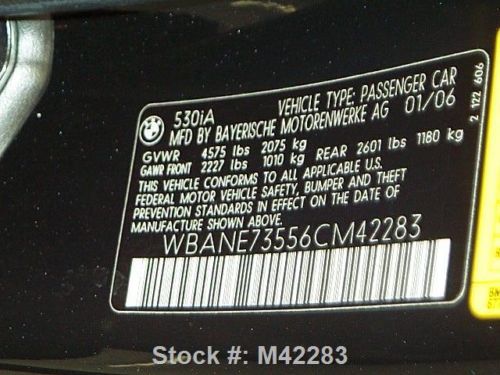 530iA VEHICLE TYPE: PASSENGER CAR
MFD BY BAYERISCHE MOTORENWERKE AG 01/06
GVWR 4575 lbs 2075 kg
GAWR FRONT 2227 lbs 1010 kg REAR 2601 lbs 1180 kg
THIS VEHICLE CONFORMS TO ALL APPLICABLE
FEDERAL MOTOR VEHICLE SAFETY, BUMPER AND THEFT
PREVENTION STANDARDS IN EFFECT ON THE DATE OF
MANUFACTURE SHOWN ABOVE.
WBANE73556CM42283
2 122 606
Stock #: M42283